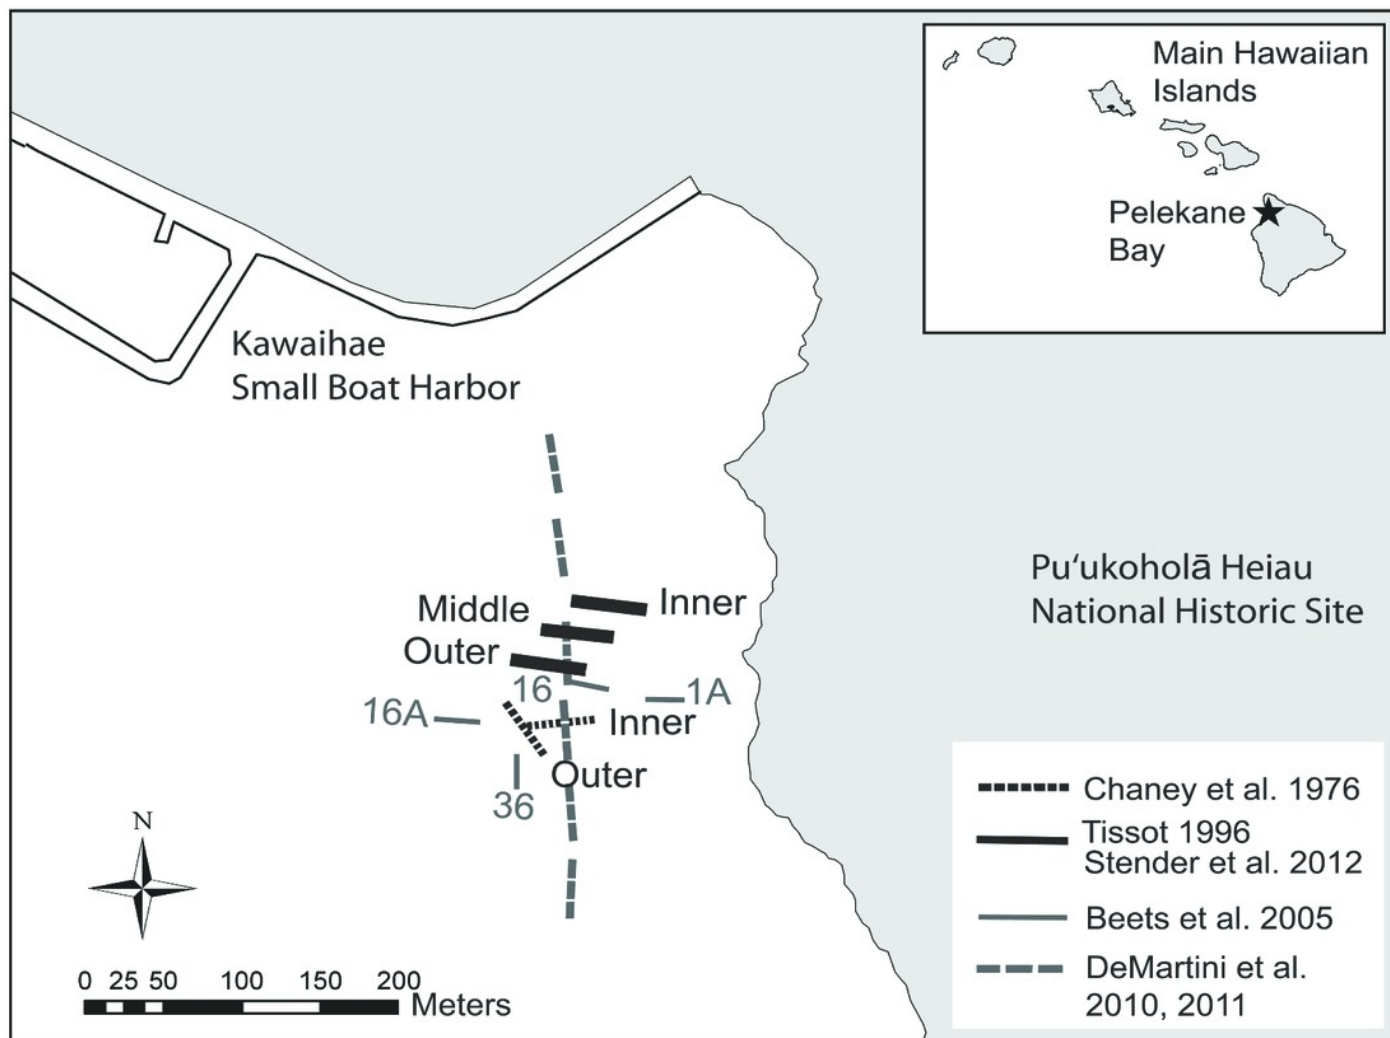 Main Hawaiian
Islands
Pelekane
Bay
Kawaihae
Small Boat Harbor
Pu‘ukoholā Heiau
National Historic Site
Middle
Inner
Outer
16
1A
16A
Inner
Outer
36
N
0 25 50 100 150 200
Meters
Chaney et al. 1976
Tissot 1996
Stender et al. 2012
Beets et al. 2005
DeMartini et al.
2010, 2011